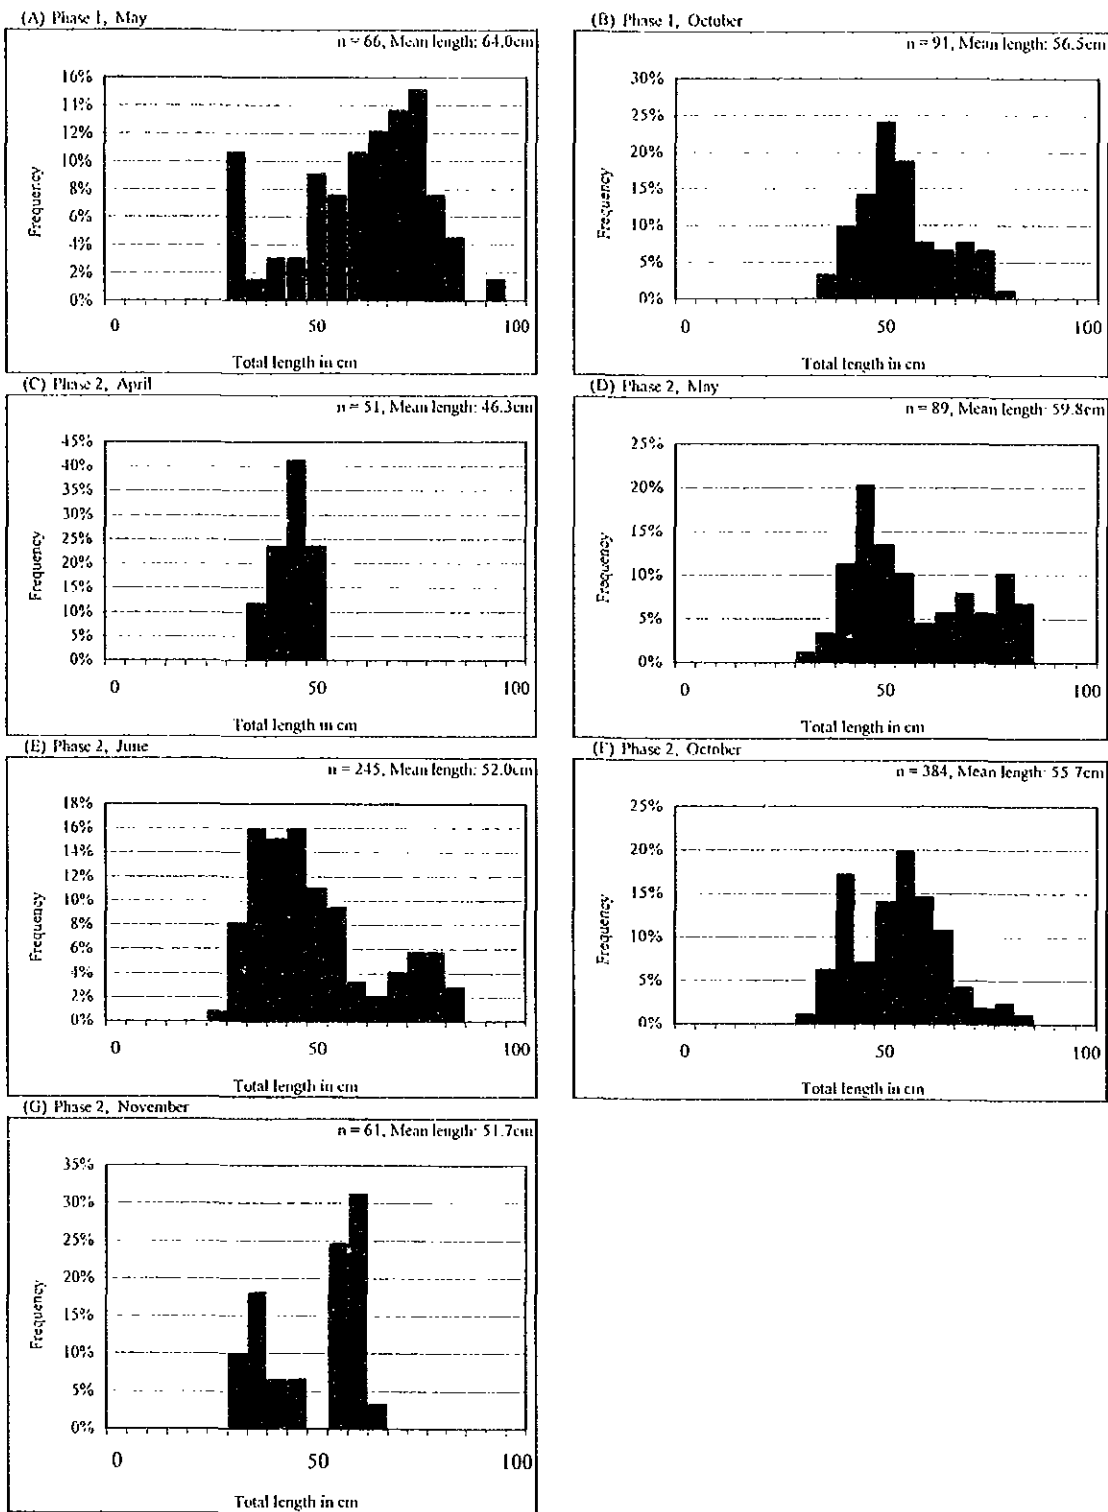 (A) Phase 1, May
n = 66, Mean length: 64.0cm
16%
14%
12%
10%
8%
6%
4%
2%
0%
Frequency
0 50 100
Total length in cm
(B) Phase 1, October
n = 91, Mean length: 56.5cm
30%
25%
20%
15%
10%
5%
0%
Frequency
0 50 100
Total length in cm
(C) Phase 2, April
n = 51, Mean length: 46.3cm
45%
40%
35%
30%
25%
20%
15%
10%
5%
0%
Frequency
0 50 100
Total length in cm
(D) Phase 2, May
n = 89, Mean length: 59.8cm
25%
20%
15%
10%
5%
0%
Frequency
0 50 100
Total length in cm
(E) Phase 2, June
n = 245, Mean length: 52.0cm
18%
16%
14%
12%
10%
8%
6%
4%
2%
0%
Frequency
0 50 100
Total length in cm
(F) Phase 2, October
n = 384, Mean length: 55.7cm
25%
20%
15%
10%
5%
0%
Frequency
0 50 100
Total length in cm
(G) Phase 2, November
n = 61, Mean length: 51.7cm
35%
30%
25%
20%
15%
10%
5%
0%
Frequency
0 50 100
Total length in cm